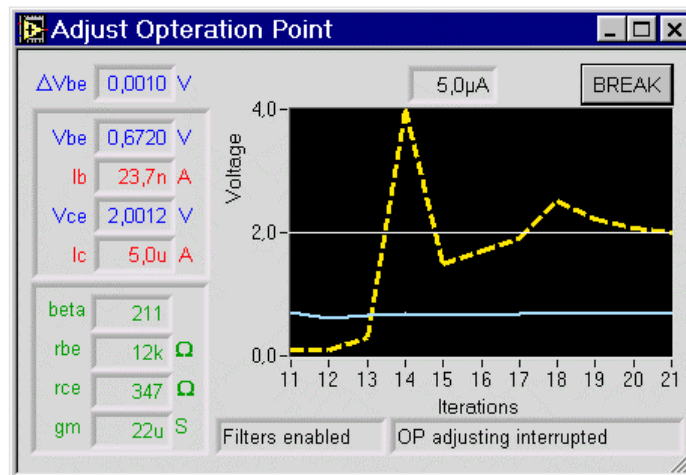 Adjust Opteration Point
ΔVbe 0,0010 V
5,0µA
BREAK
Vbe 0,6720 V
Ib 23,7n A
Vce 2,0012 V
Ic 5,0u A
beta 211
rbe 12k Ω
rce 347 Ω
gm 22u S
Voltage
4,0
2,0
0,0
11 12 13 14 15 16 17 18 19 20 21
Iterations
Filters enabled
OP adjusting interrupted